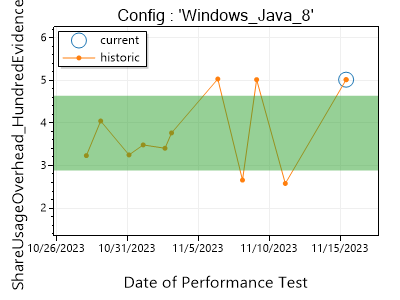 Config : 'Windows_Java_8'
current
historic
ShareUsageOverhead_HundredEvidence
6
5
4
3
2
10/26/2023 10/31/2023 11/5/2023 11/10/2023 11/15/2023
Date of Performance Test